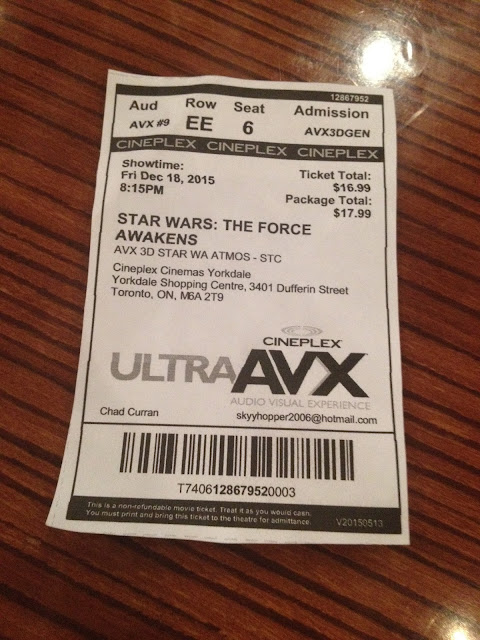 12867952
Aud Row Seat Admission
AVX #9 EE 6 AVX3DGEN
CINEPLEX CINEPLEX CINEPLEX
Showtime: Ticket Total:
Fri Dec 18, 2015 $16.99
8:15PM Package Total:
$17.99
STAR WARS: THE FORCE
AWAKENS
AVX 3D STAR WA ATMOS - STC
Cineplex Cinemas Yorkdale
Yorkdale Shopping Centre, 3401 Dufferin Street
Toronto, ON, M6A 2T9
CINEPLEX
ULTRAAVX
AUDIO VISUAL EXPERIENCE
Chad Curran skyyhopper2006@hotmail.com
T7406128679520003
This is a non-refundable movie ticket. Treat it as you would cash.
You must print and bring this ticket to the theatre for admittance. V20150513